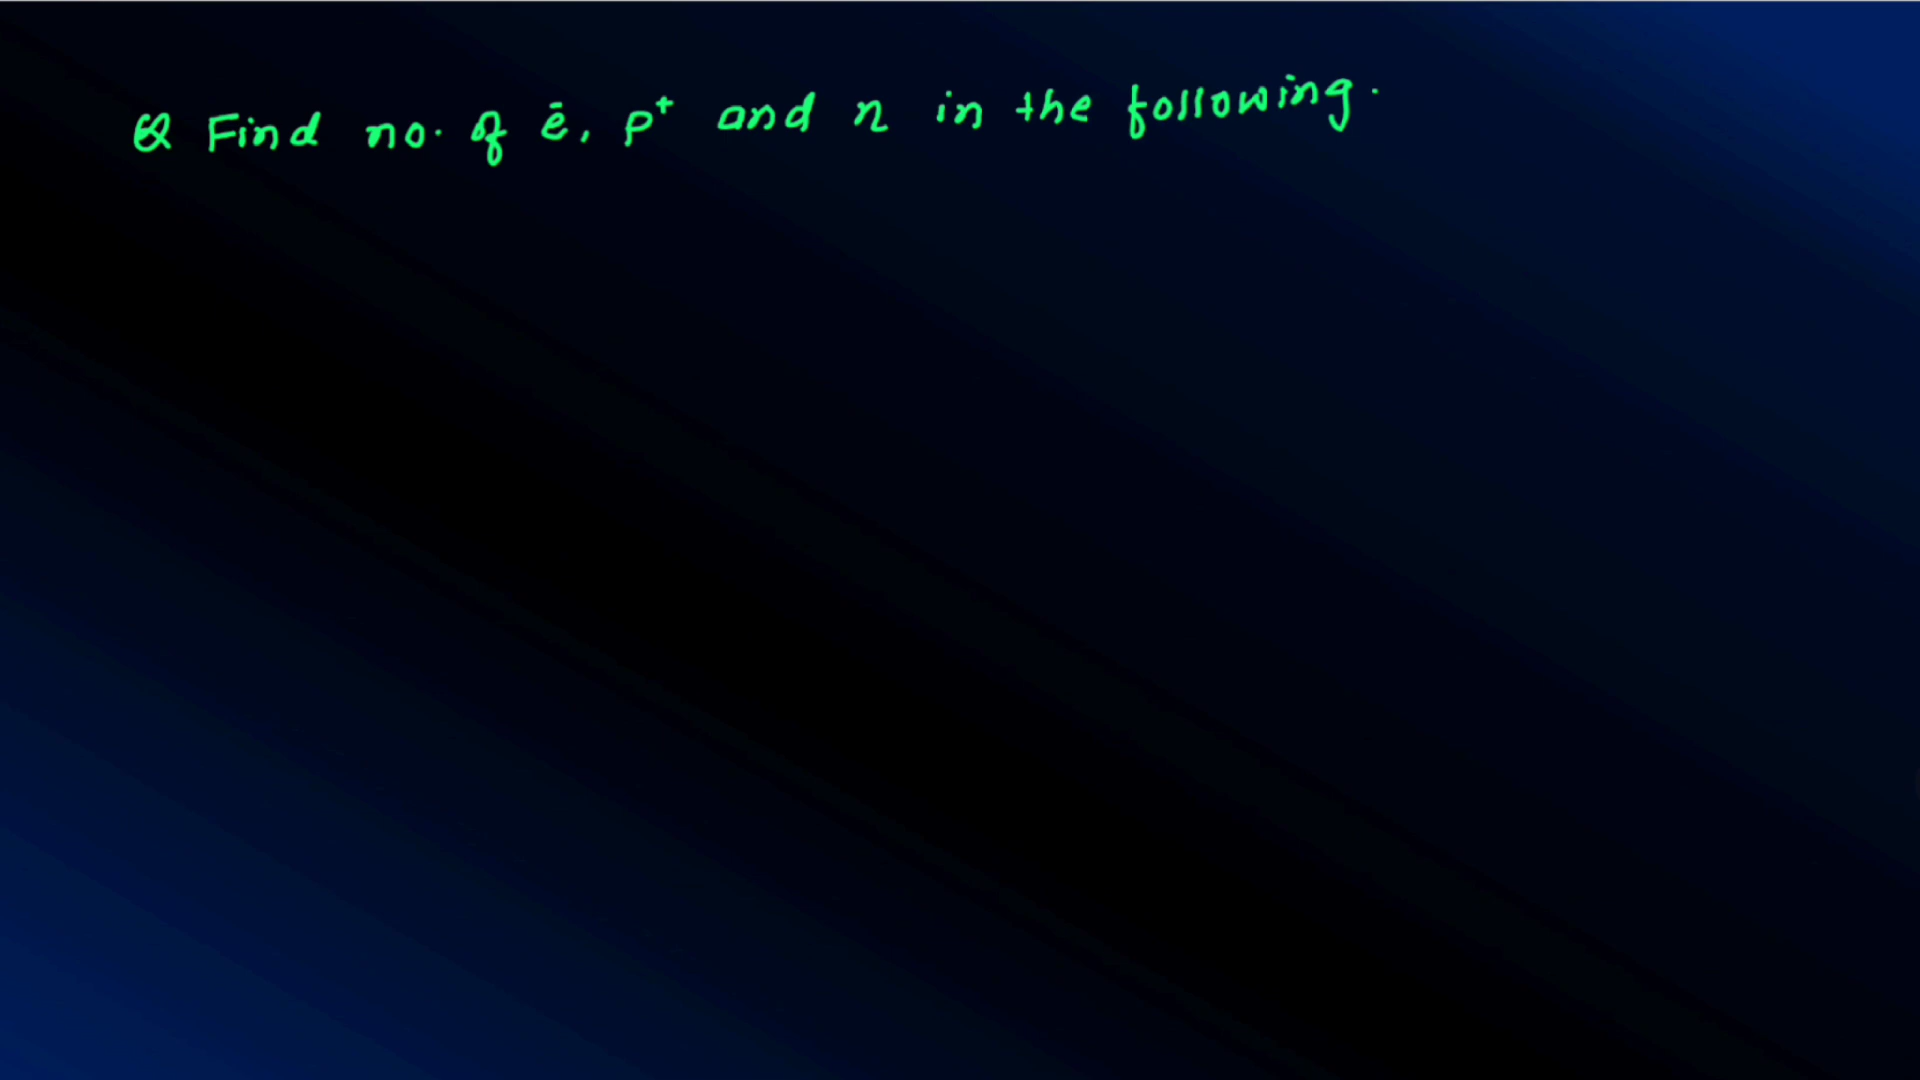 Q Find no. of ē, p⁺ and n in the following.